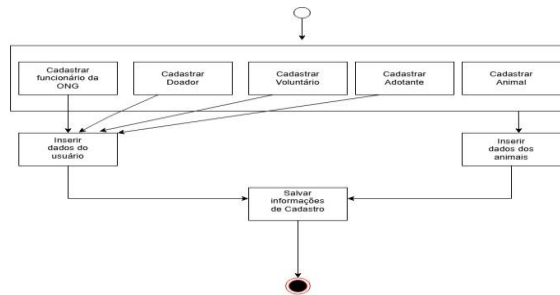 Cadastrar
funcionário da
ONG
Cadastrar
Doador
Cadastrar
Voluntário
Cadastrar
Adotante
Cadastrar
Animal
Inserir
dados do
usuário
Inserir
dados dos
animais
Salvar
informações
de Cadastro